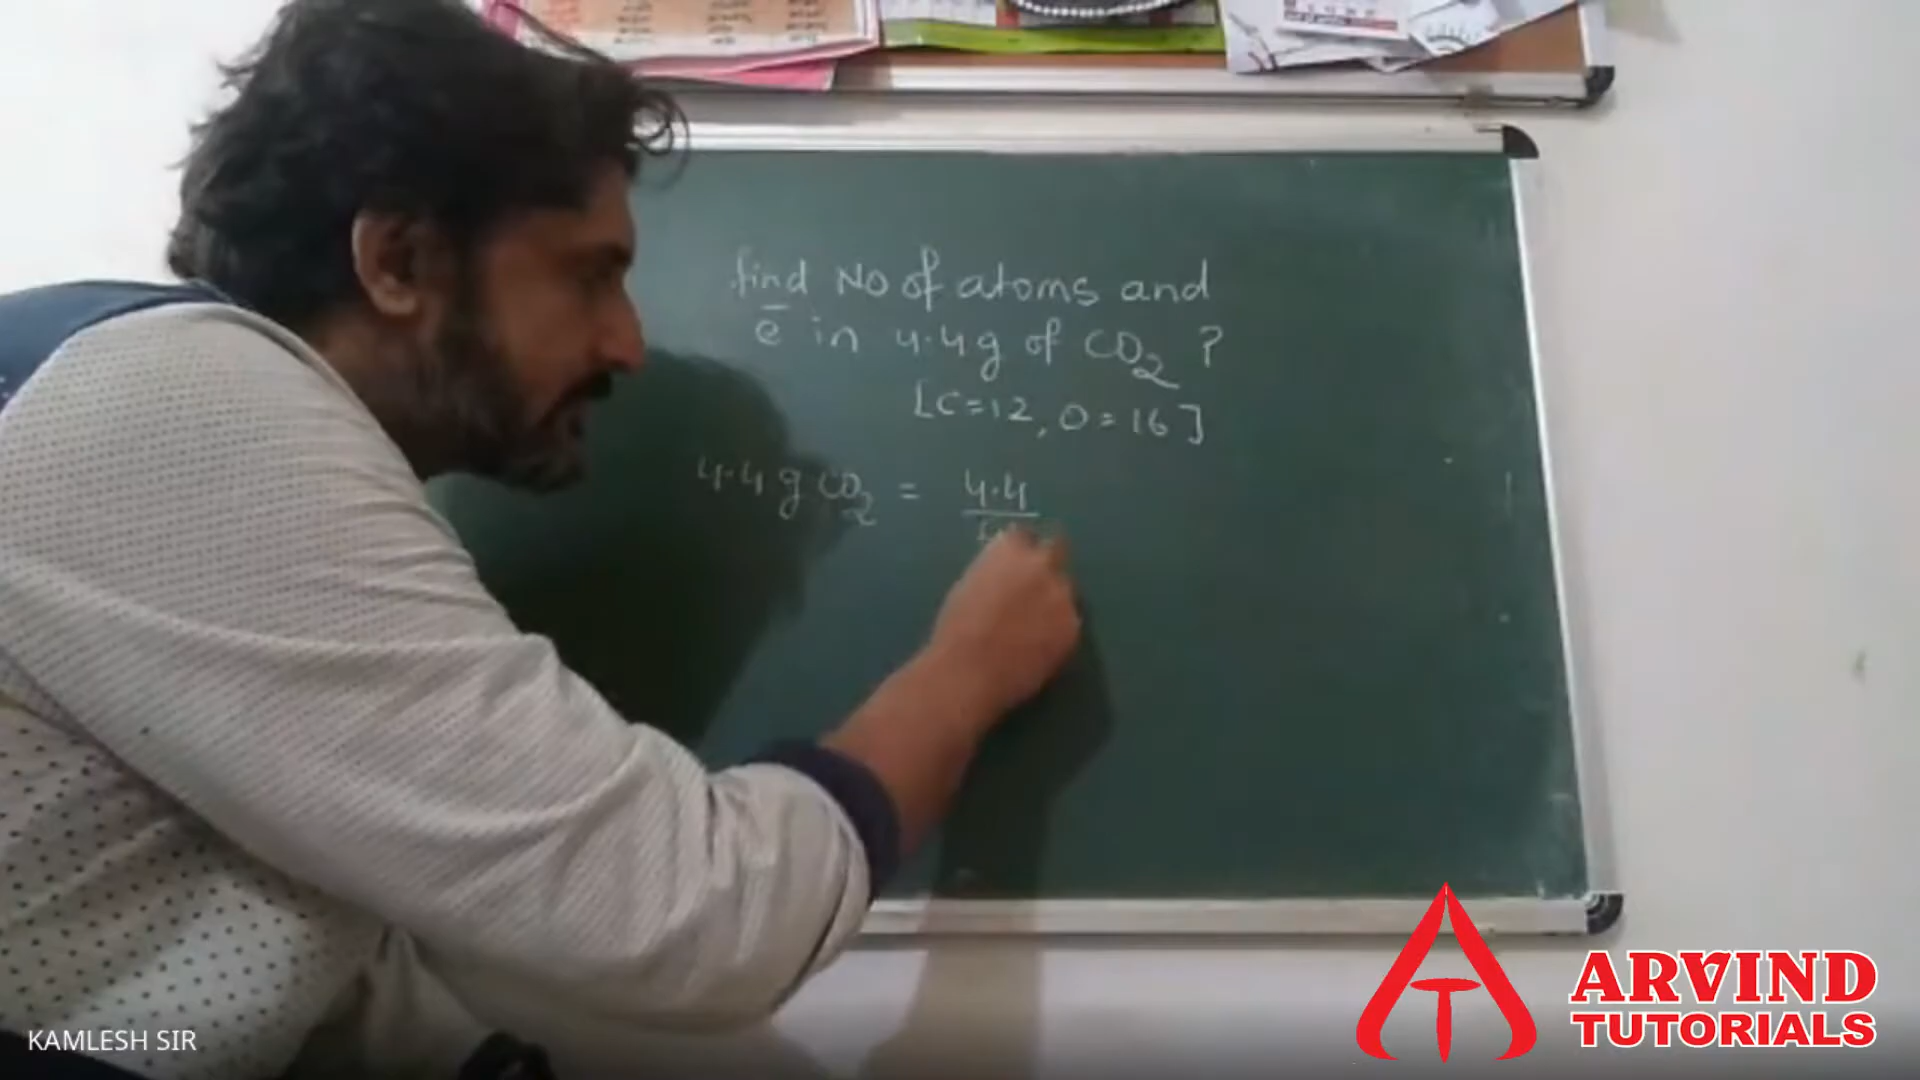 find No of atoms and
e̅ in 4.4g of CO₂ ?
[C=12, O=16]
4.4 g CO₂ = 4.4
KAMLESH SIR
ARVIND
TUTORIALS